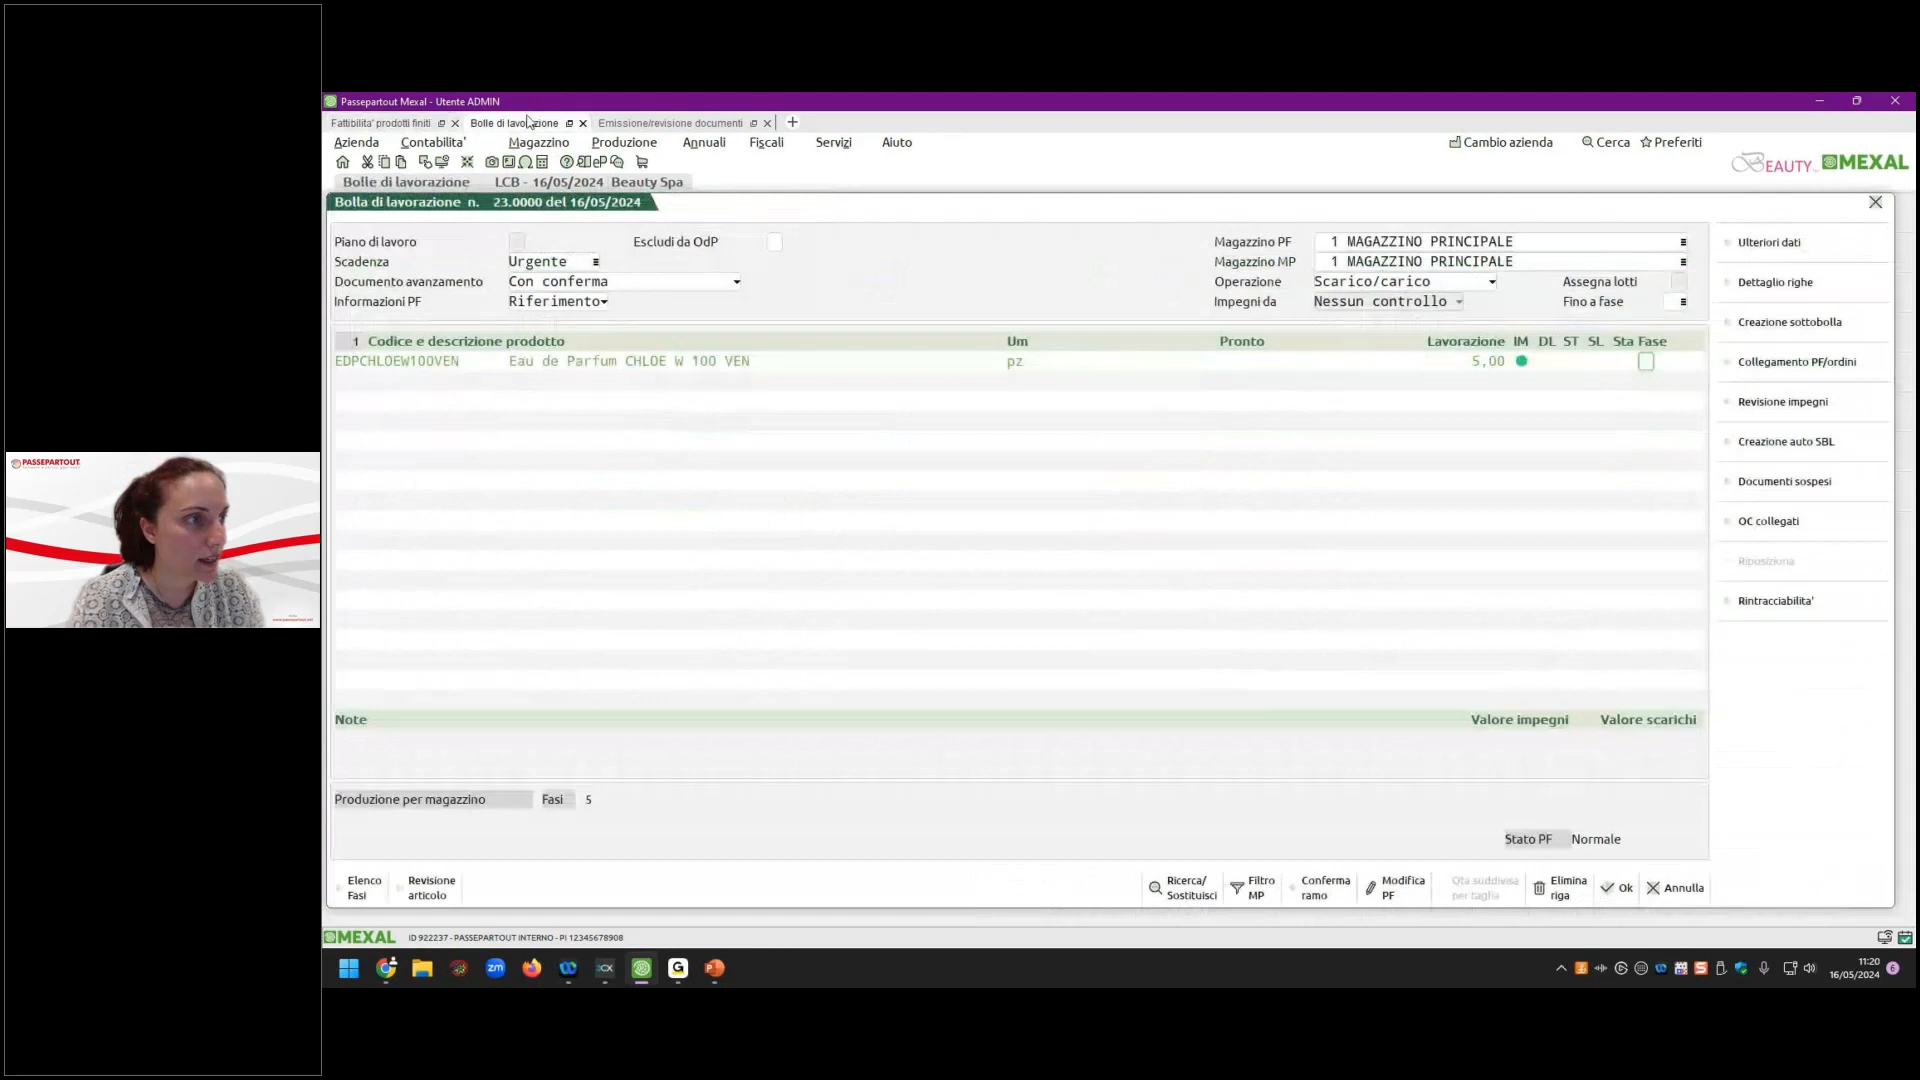 Passepartout Mexal - Utente ADMIN
Fattibilita' prodotti finiti
Bolle di lavorazione
Emissione/revisione documenti
Azienda Contabilita' Magazzino Produzione Annuali Fiscali Servizi Aiuto
Cambio azienda Cerca Preferiti
BEAUTY MEXAL
Bolle di lavorazione LCB - 16/05/2024 Beauty Spa
Bolla di lavorazione n. 23.0000 del 16/05/2024
Piano di lavoro Escludi da OdP Magazzino PF 1 MAGAZZINO PRINCIPALE
Scadenza Urgente Magazzino MP 1 MAGAZZINO PRINCIPALE
Documento avanzamento Con conferma Operazione Scarico/carico Assegna lotti
Informazioni PF Riferimento Impegni da Nessun controllo Fino a fase
1 Codice e descrizione prodotto Um Pronto Lavorazione IM DL ST SL Sta Fase
EDPCHLOEW100VEN Eau de Parfum CHLOE W 100 VEN pz 5,00
Note Valore impegni Valore scarichi
Produzione per magazzino Fasi 5
Stato PF Normale
Ulteriori dati
Dettaglio righe
Creazione sottobolla
Collegamento PF/ordini
Revisione impegni
Creazione auto SBL
Documenti sospesi
OC collegati
Riposiziona
Rintracciabilita'
Elenco Fasi
Revisione articolo
Ricerca/ Sostituisci
Filtro MP
Conferma ramo
Modifica PF
Qta suddivisa per taglia
Elimina riga
Ok
Annulla
MEXAL ID 922237 - PASSEPARTOUT INTERNO - PI 12345678908
zm
CX
G
P
11:20
16/05/2024
6
PASSEPARTOUT